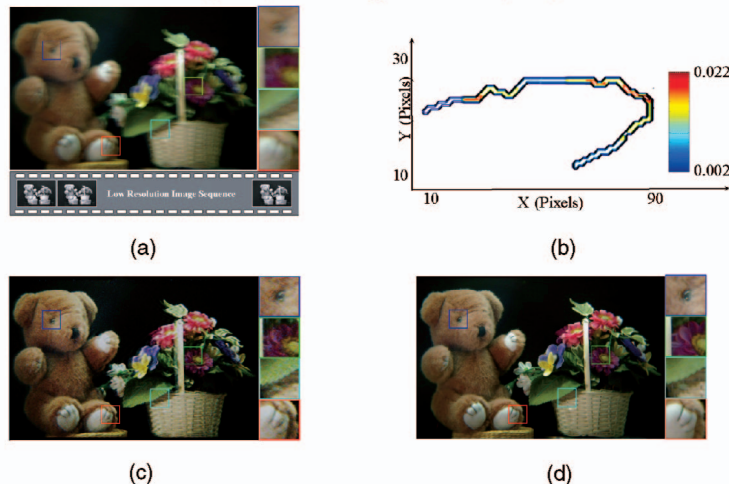 Low Resolution Image Sequence
(a)
30
Y (Pixels)
10
10
X (Pixels)
90
0.022
0.002
(b)
(c)
(d)